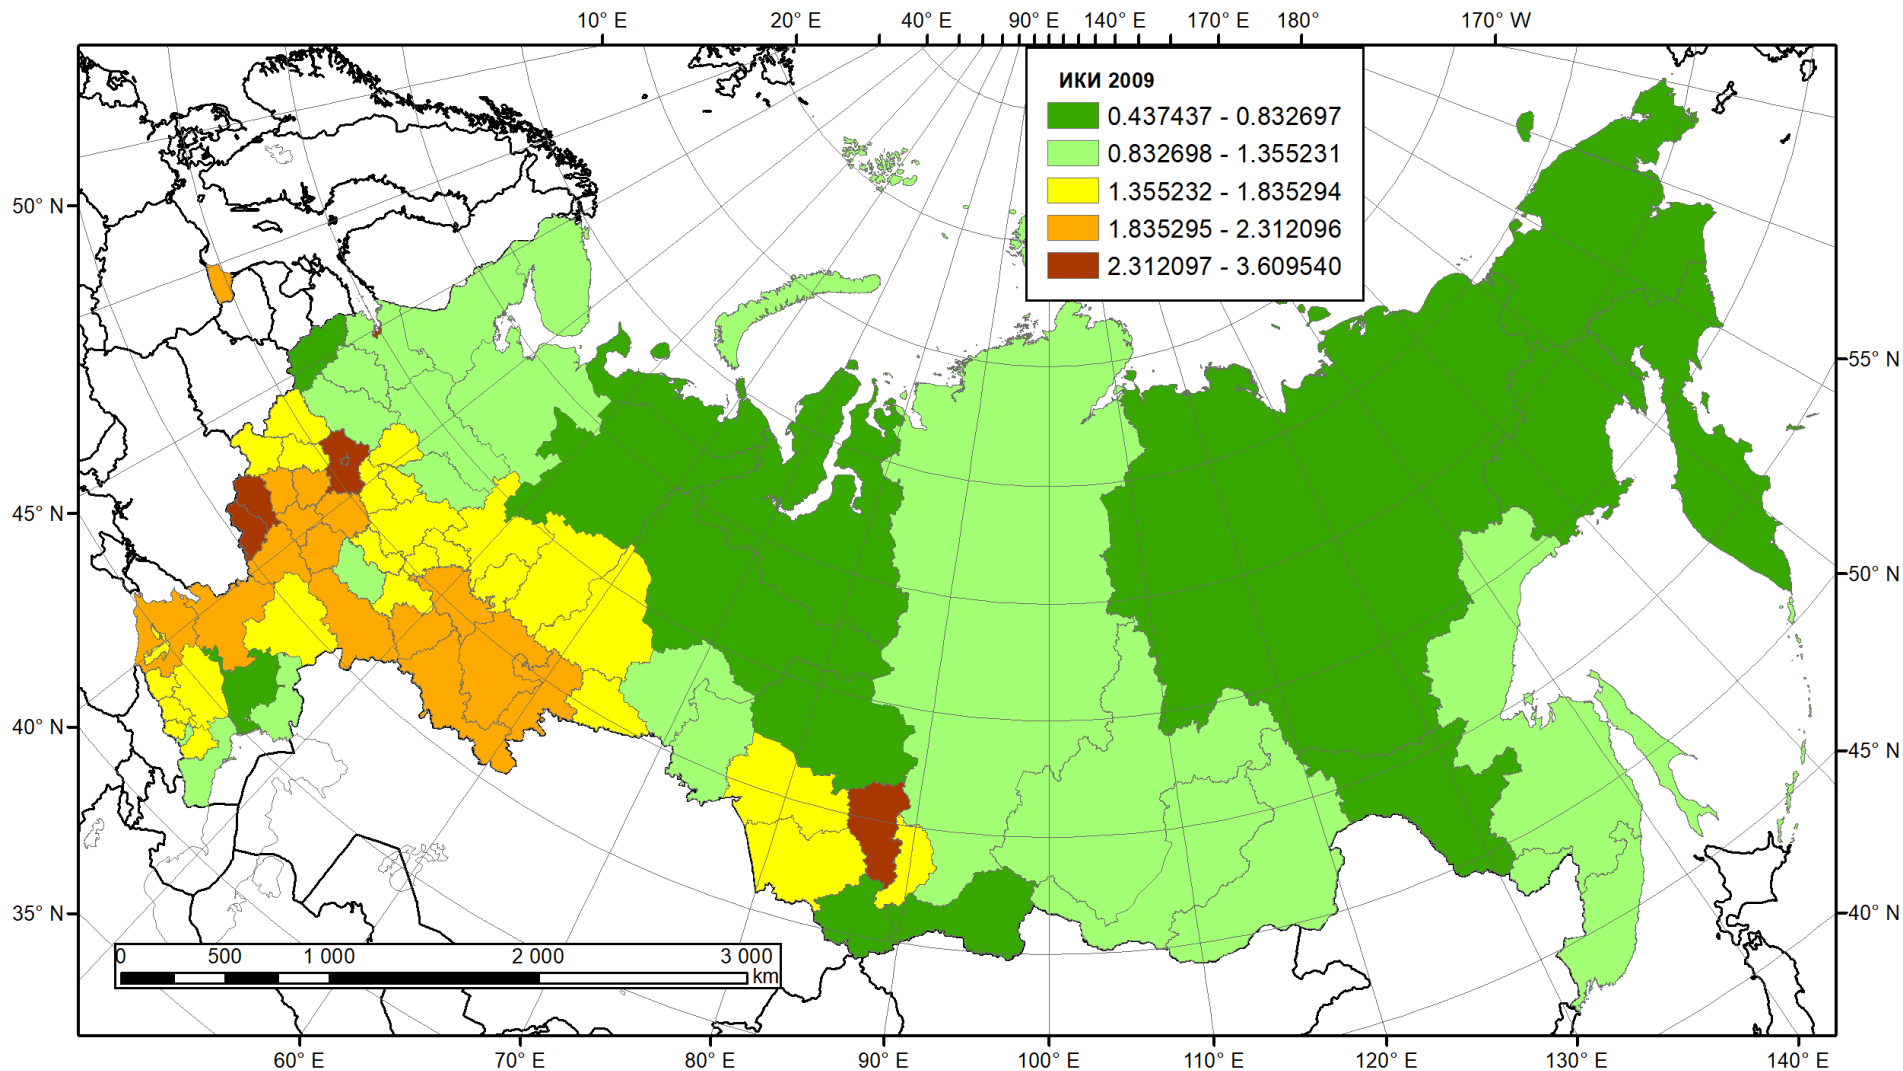 10° E 20° E 40° E 90° E 140° E 170° E 180° 170° W
ИКИ 2009
0.437437 - 0.832697
0.832698 - 1.355231
1.355232 - 1.835294
1.835295 - 2.312096
2.312097 - 3.609540
50° N
45° N
40° N
35° N
55° N
50° N
45° N
40° N
0 500 1 000 2 000 3 000
km
60° E 70° E 80° E 90° E 100° E 110° E 120° E 130° E 140° E